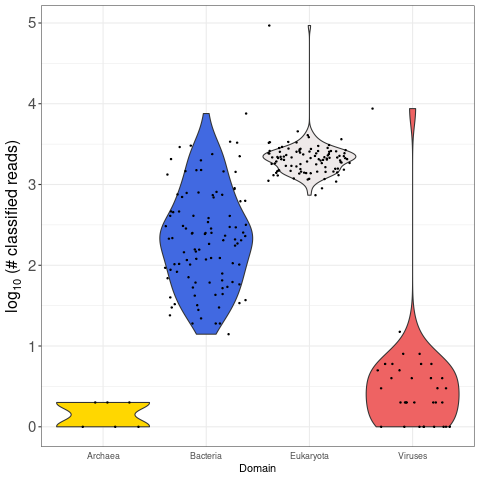 log10 (# classified reads)
5
4
3
2
1
0
Archaea
Bacteria
Eukaryota
Viruses
Domain